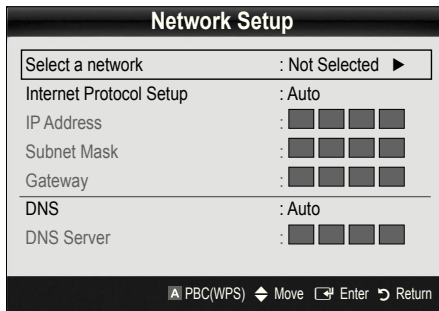 Network Setup
Select a network : Not Selected ▶
Internet Protocol Setup : Auto
IP Address :
Subnet Mask :
Gateway :
DNS : Auto
DNS Server :
A PBC(WPS) Move Enter Return